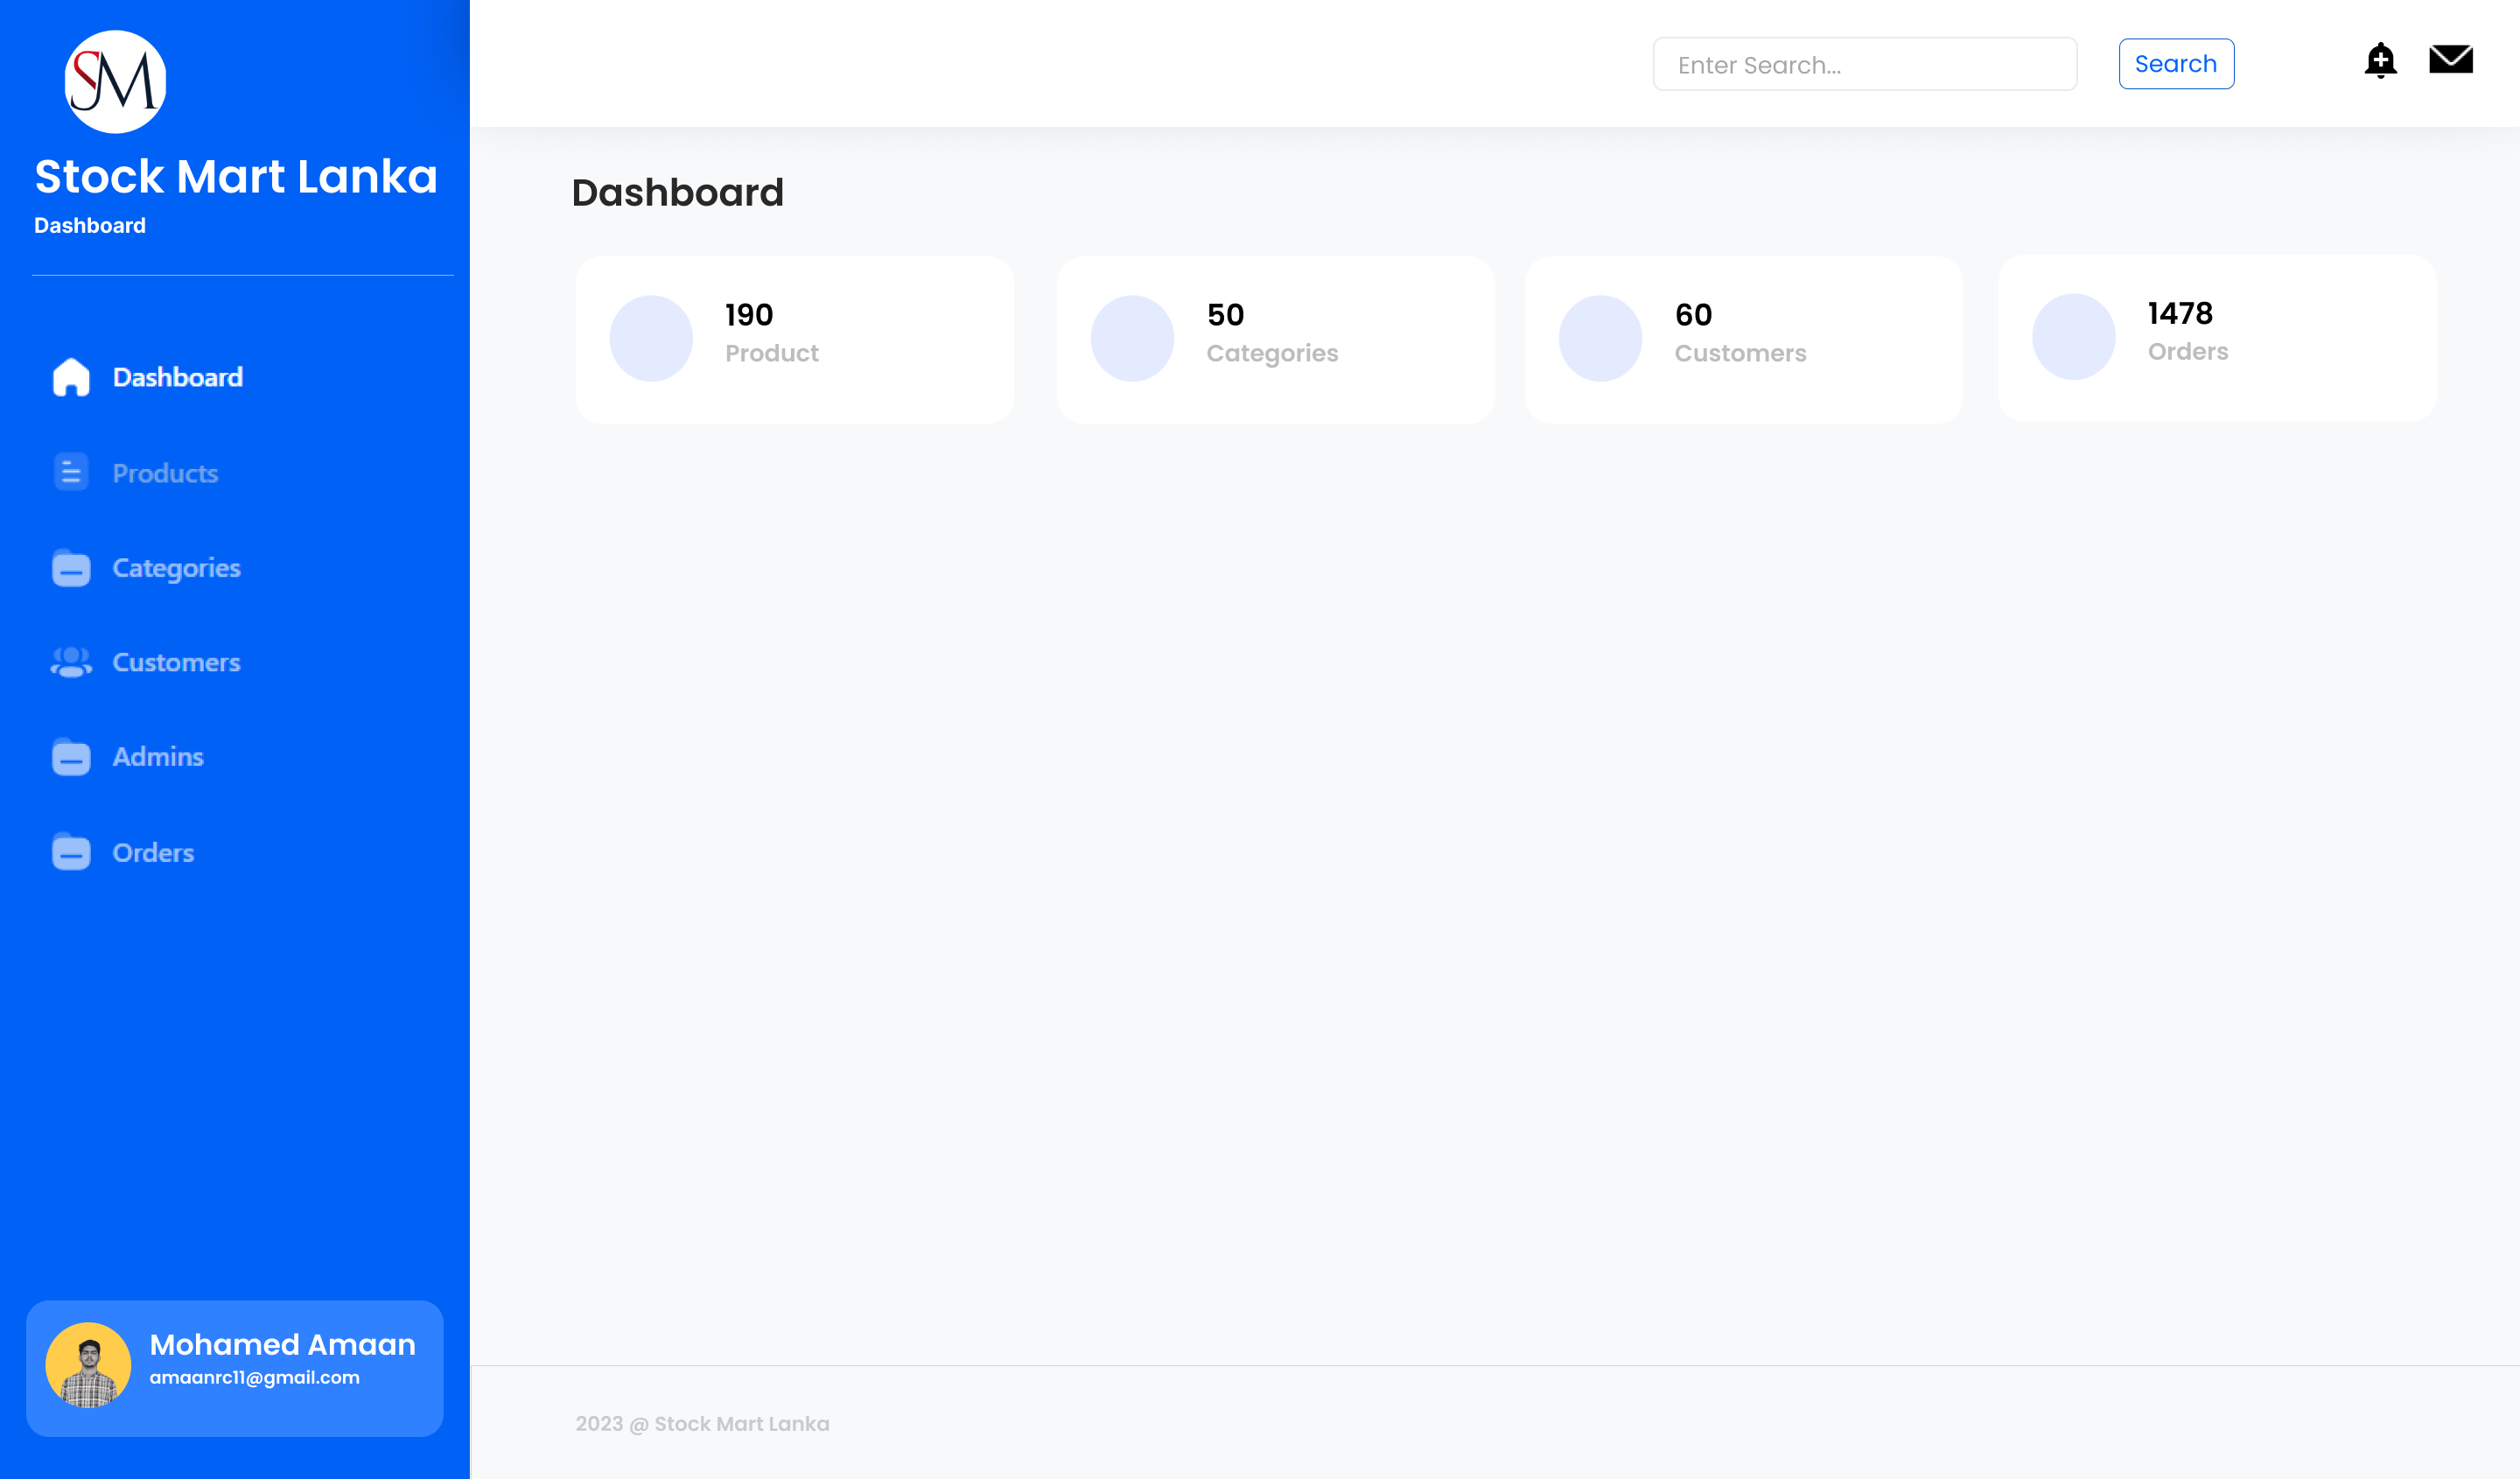 SM
Stock Mart Lanka
Dashboard
Dashboard
Products
Categories
Customers
Admins
Orders
Mohamed Amaan
amaanrc11@gmail.com
Enter Search...
Search
Dashboard
190
Product
50
Categories
60
Customers
1478
Orders
2023 @ Stock Mart Lanka